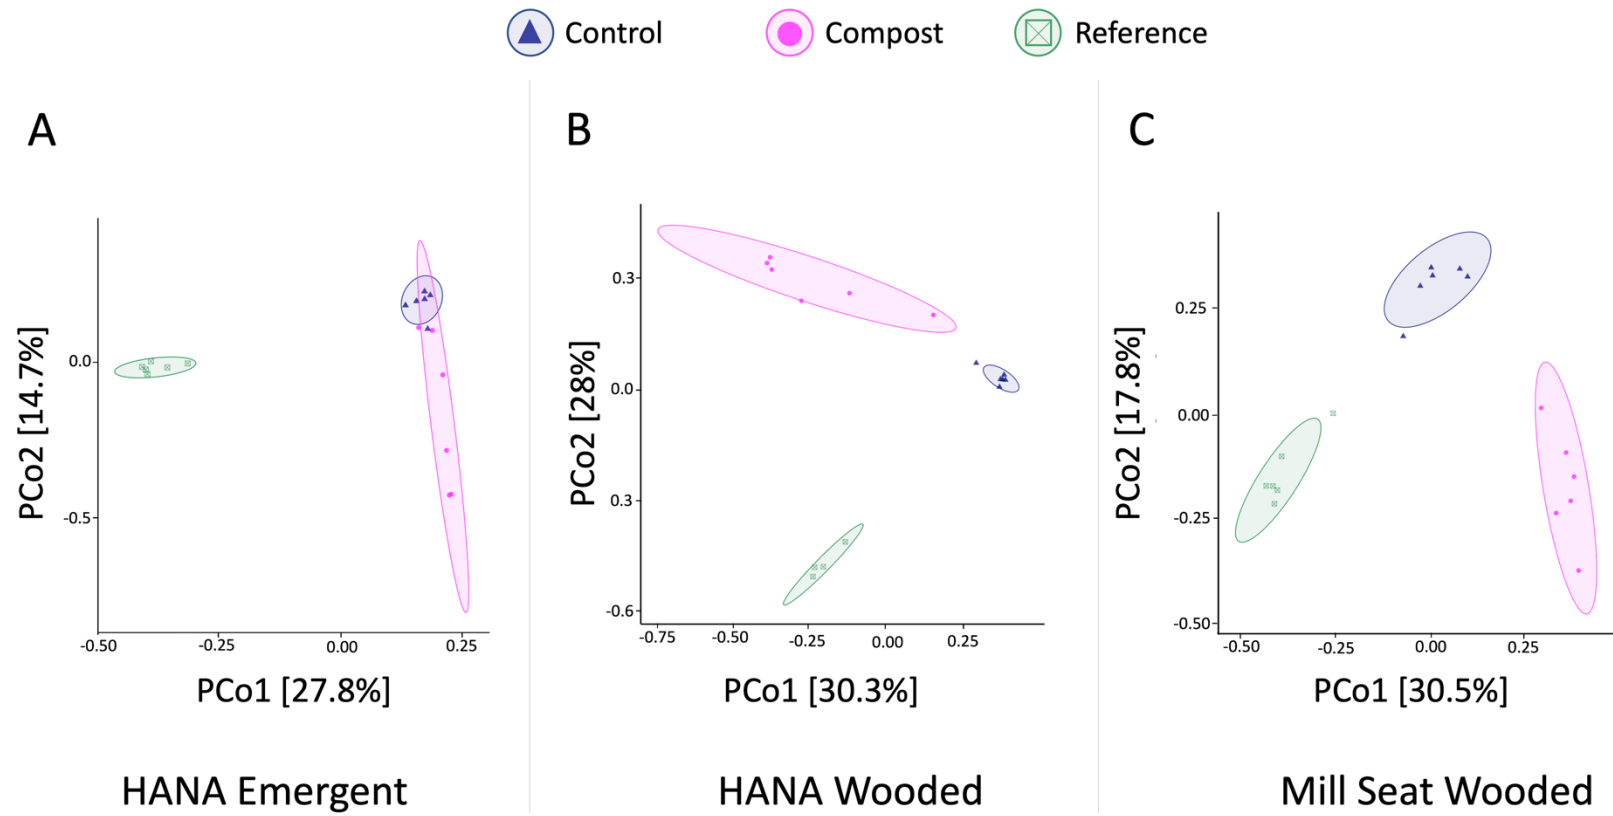 Control Compost Reference
A B C
0.0
-0.5
-0.50 -0.25 0.00 0.25
PCo2 [14.7%]
PCo1 [27.8%]
HANA Emergent
0.3
0.0
0.3
-0.6
-0.75 -0.50 -0.25 0.00 0.25
PCo2 [28%]
PCo1 [30.3%]
HANA Wooded
0.25
0.00
-0.25
-0.50
-0.50 -0.25 0.00 0.25
PCo2 [17.8%]
PCo1 [30.5%]
Mill Seat Wooded